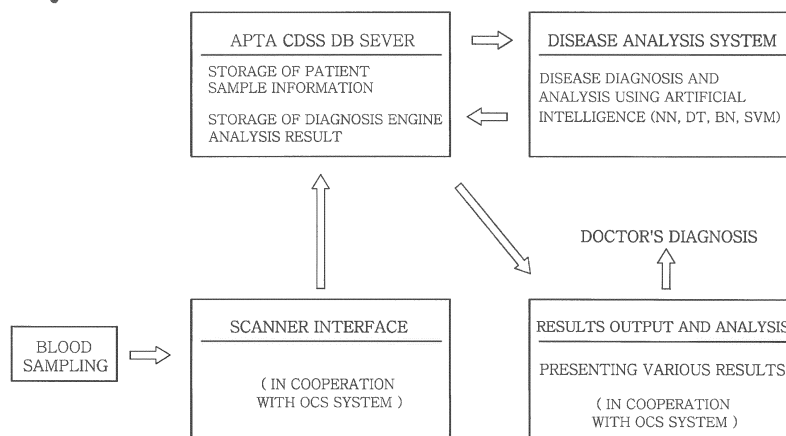 APTA CDSS DB SEVER
STORAGE OF PATIENT
SAMPLE INFORMATION
STORAGE OF DIAGNOSIS ENGINE
ANALYSIS RESULT
DISEASE ANALYSIS SYSTEM
DISEASE DIAGNOSIS AND
ANALYSIS USING ARTIFICIAL
INTELLIGENCE (NN, DT, BN, SVM)
DOCTOR'S DIAGNOSIS
BLOOD
SAMPLING
SCANNER INTERFACE
( IN COOPERATION
WITH OCS SYSTEM )
RESULTS OUTPUT AND ANALYSIS
PRESENTING VARIOUS RESULTS
( IN COOPERATION
WITH OCS SYSTEM )